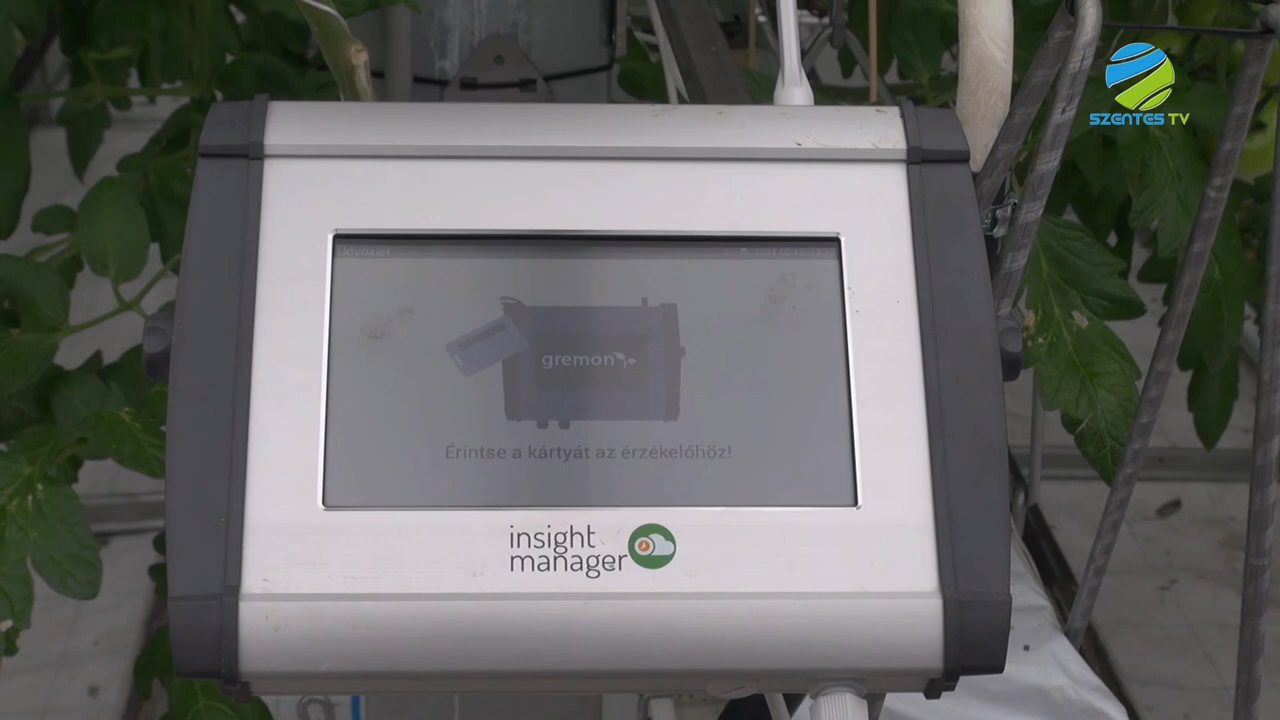 SZENTES TV
Üdvözlet
gremon
Érintse a kártyát az érzékelőhöz!
insight
manager